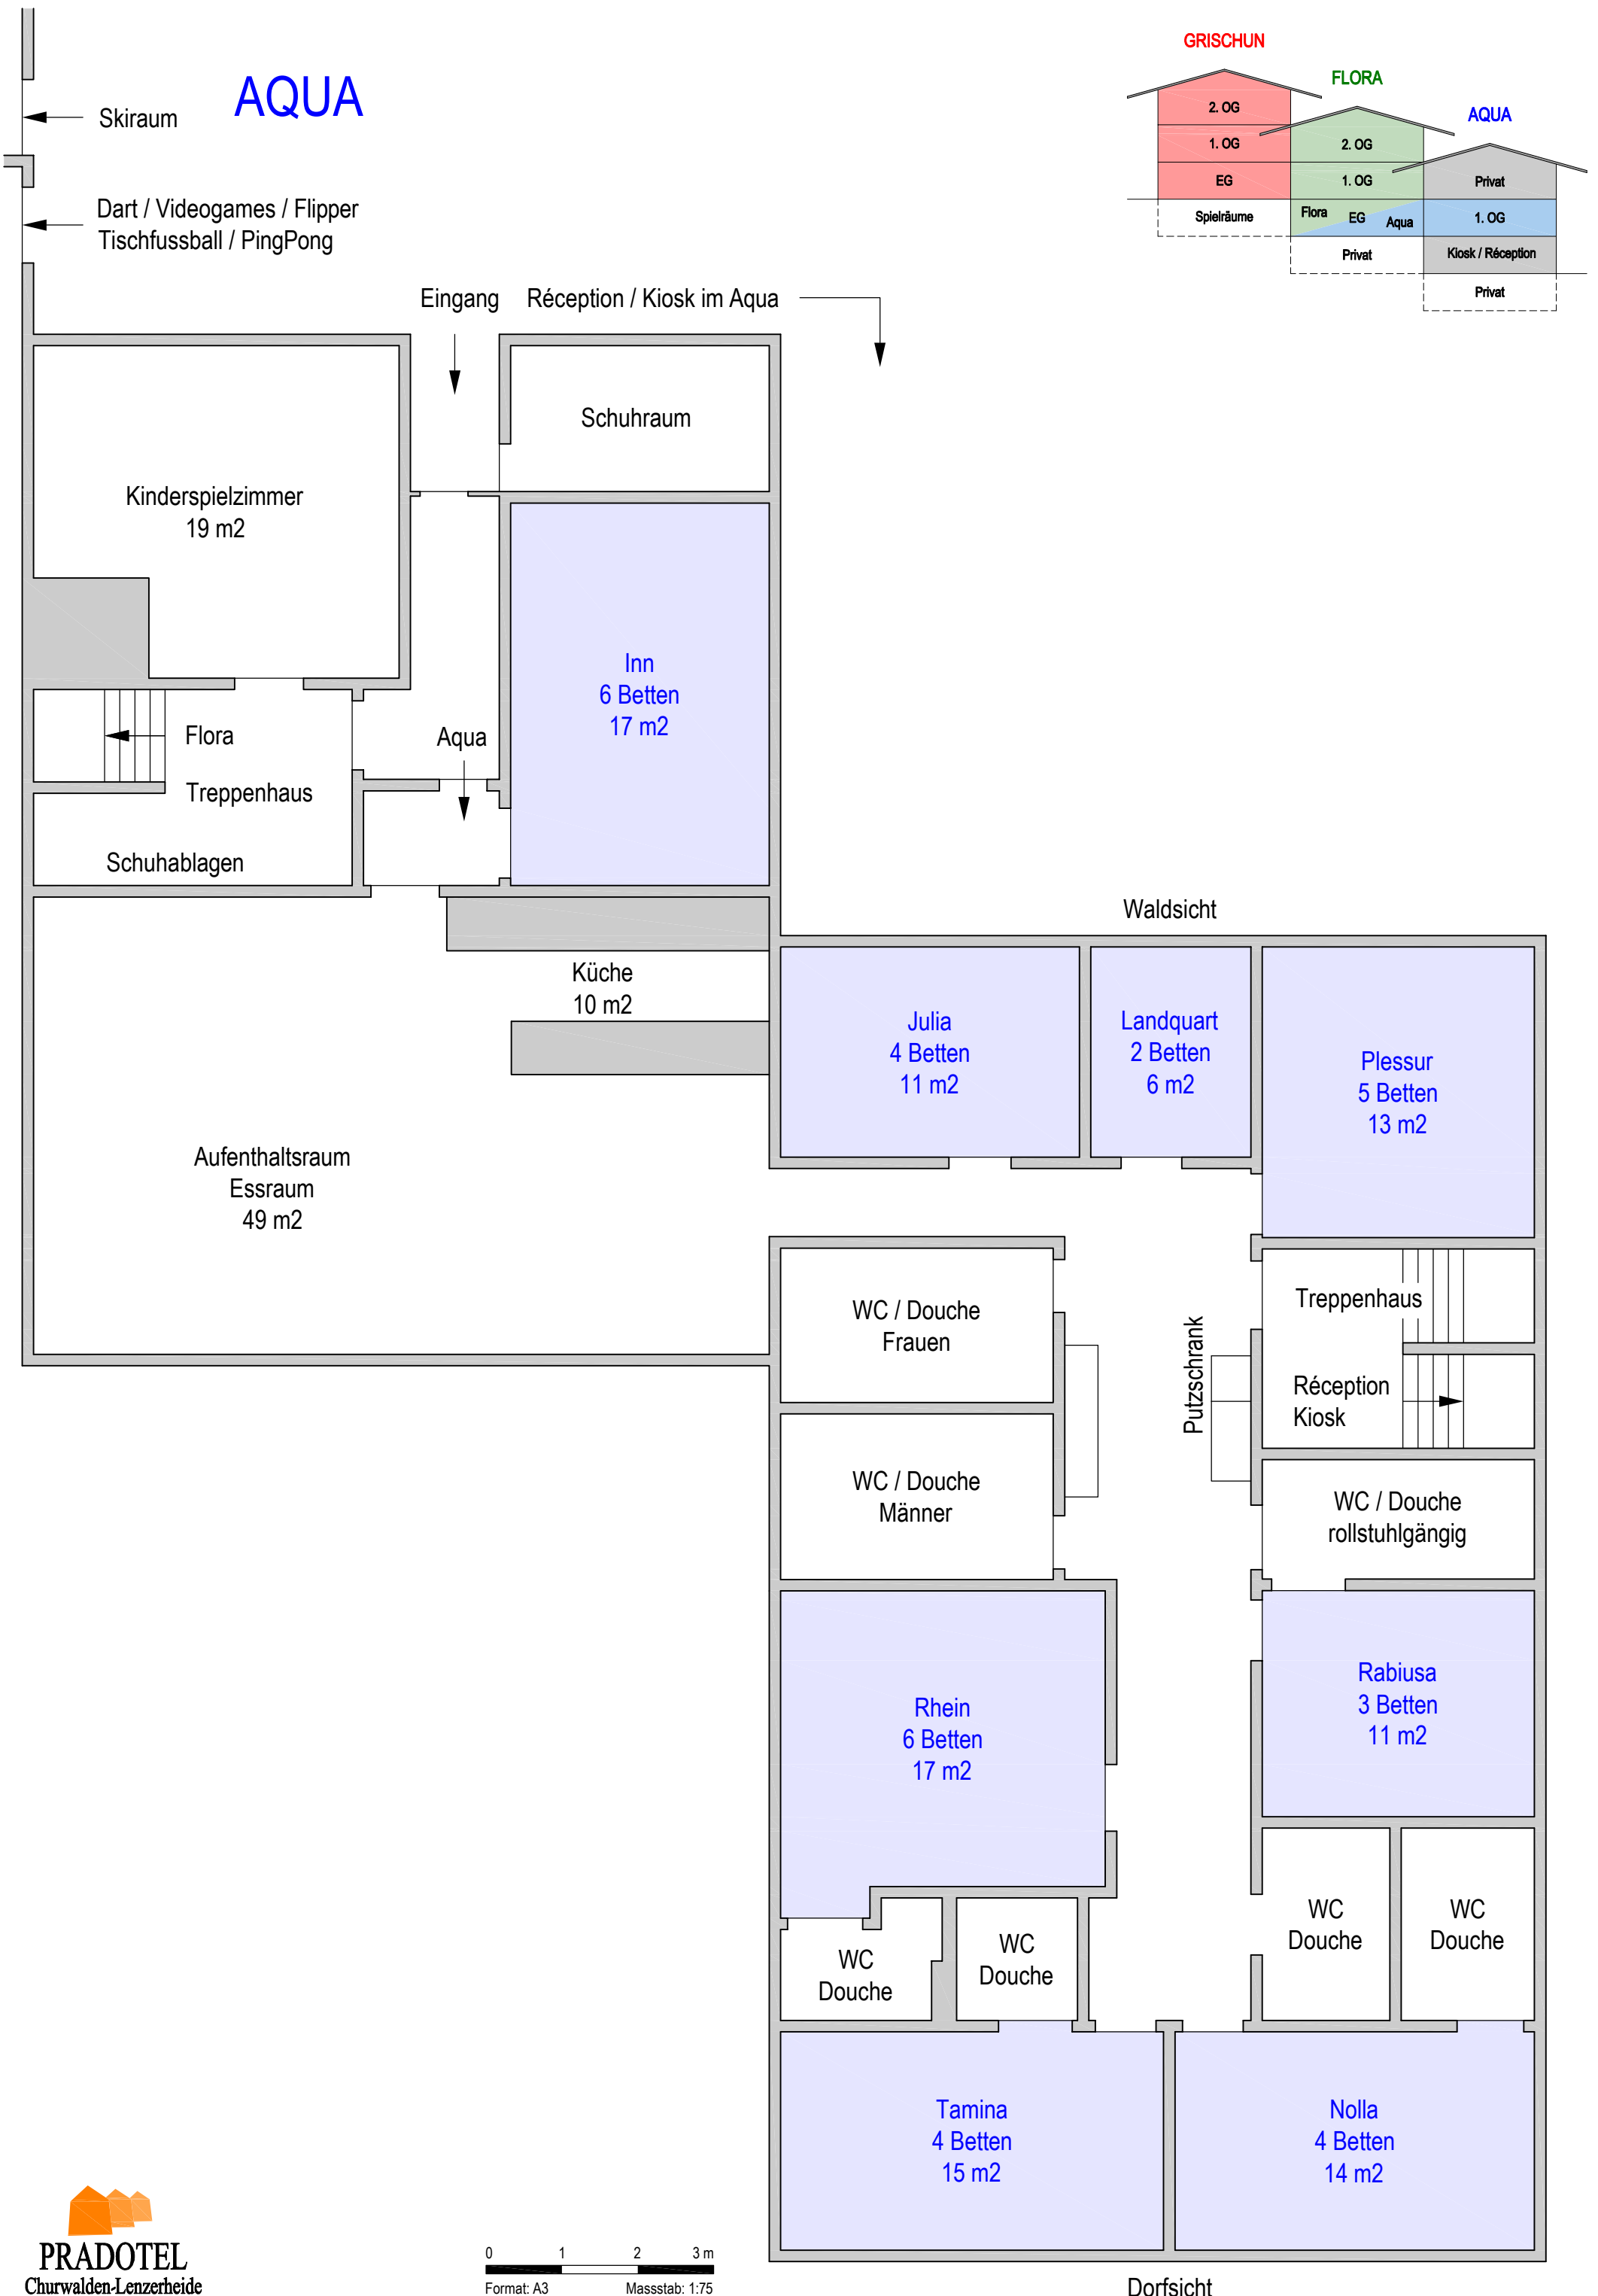 GRISCHUN
FLORA
AQUA
2. OG
1. OG
EG
Spielräume
2. OG
1. OG
Flora
EG
Aqua
Privat
Privat
1. OG
Kiosk / Réception
Privat
AQUA
Skiraum
Dart / Videogames / Flipper
Tischfussball / PingPong
Eingang
Réception / Kiosk im Aqua
Schuhraum
Kinderspielzimmer
19 m2
Inn
6 Betten
17 m2
Flora
Treppenhaus
Aqua
Schuhablagen
Waldsicht
Küche
10 m2
Julia
4 Betten
11 m2
Landquart
2 Betten
6 m2
Plessur
5 Betten
13 m2
Aufenthaltsraum
Essraum
49 m2
WC / Douche
Frauen
Treppenhaus
Putzschrank
Réception
Kiosk
WC / Douche
Männer
WC / Douche
rollstuhlgängig
Rhein
6 Betten
17 m2
Rabiusa
3 Betten
11 m2
WC
Douche
WC
Douche
WC
Douche
WC
Douche
Tamina
4 Betten
15 m2
Nolla
4 Betten
14 m2
PRADOTEL
Churwalden-Lenzerheide
0 1 2 3 m
Format: A3 Massstab: 1:75
Dorfsicht